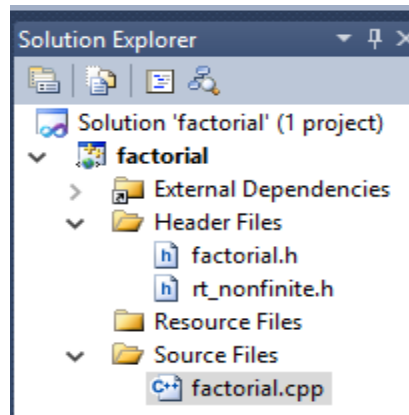 Solution Explorer
Solution 'factorial' (1 project)
factorial
External Dependencies
Header Files
factorial.h
rt_nonfinite.h
Resource Files
Source Files
factorial.cpp